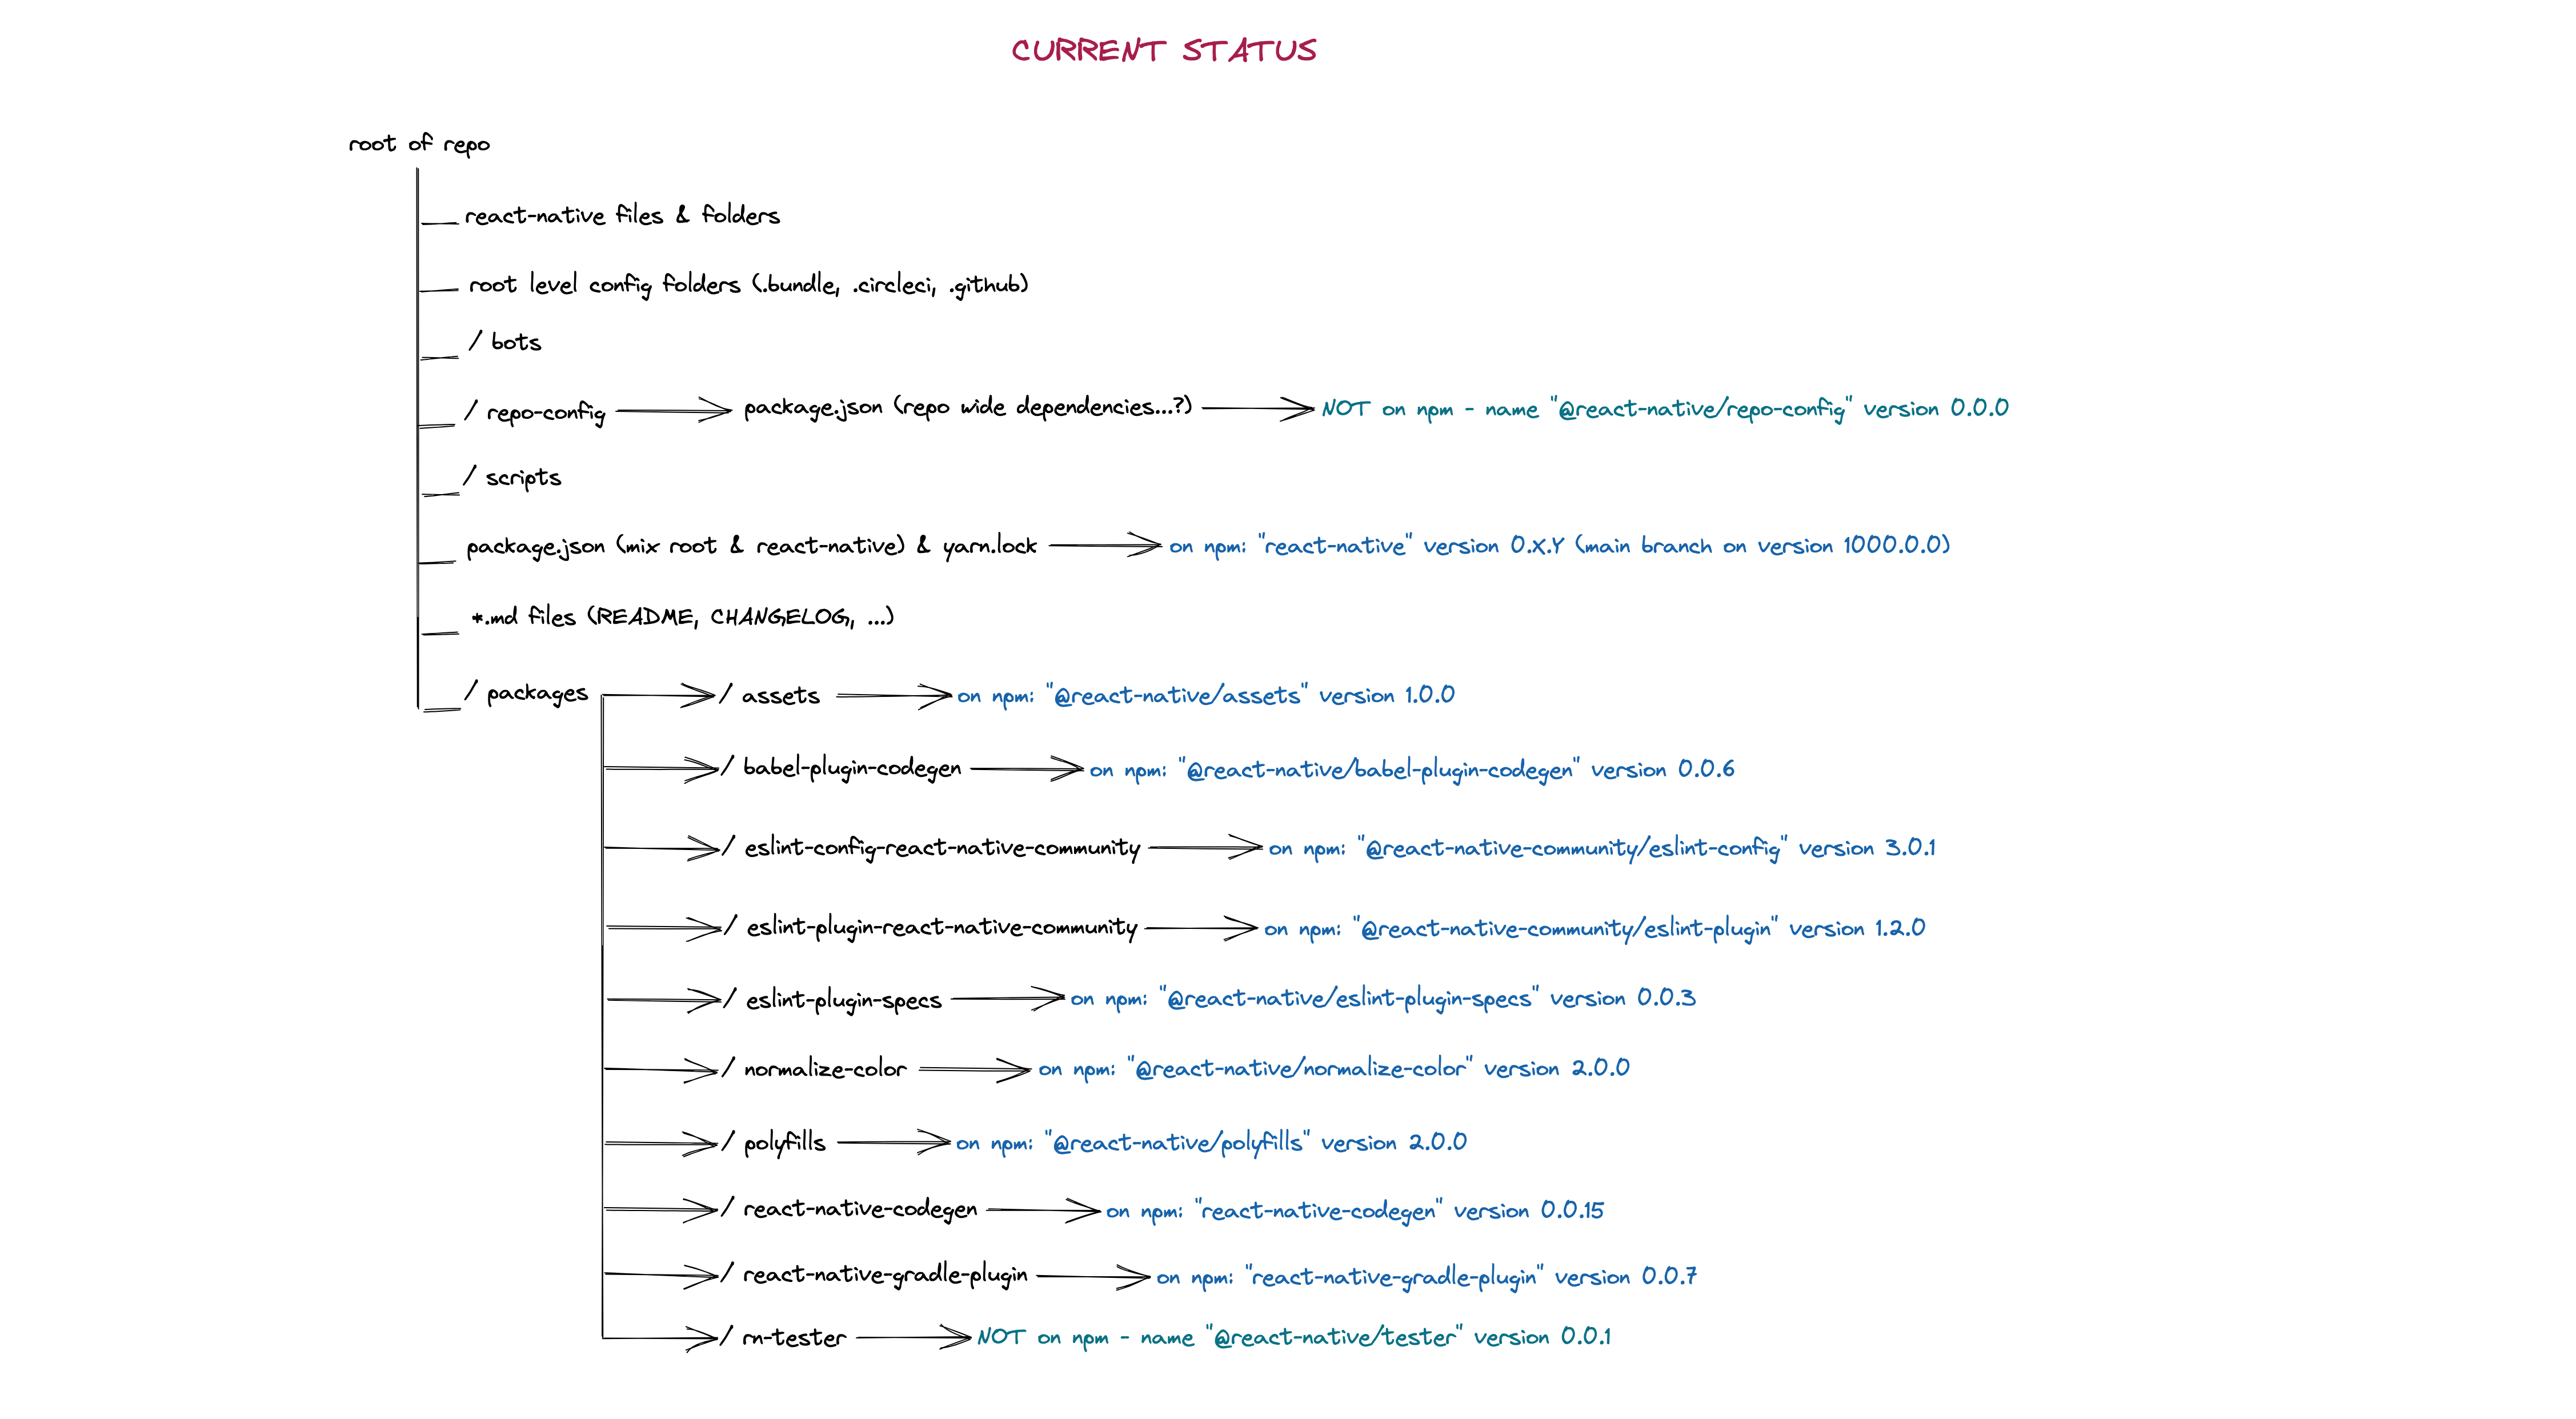 CURRENT STATUS
root of repo
react-native files & folders
root level config folders (.bundle, .circleci, .github)
/ bots
/ repo-config package.json (repo wide dependencies...?) NOT on npm - name "@react-native/repo-config" version 0.0.0
/ scripts
package.json (mix root & react-native) & yarn.lock on npm: "react-native" version 0.X.Y (main branch on version 1000.0.0)
*.md files (README, CHANGELOG, ...)
/ packages / assets on npm: "@react-native/assets" version 1.0.0
/ babel-plugin-codegen on npm: "@react-native/babel-plugin-codegen" version 0.0.6
/ eslint-config-react-native-community on npm: "@react-native-community/eslint-config" version 3.0.1
/ eslint-plugin-react-native-community on npm: "@react-native-community/eslint-plugin" version 1.2.0
/ eslint-plugin-specs on npm: "@react-native/eslint-plugin-specs" version 0.0.3
/ normalize-color on npm: "@react-native/normalize-color" version 2.0.0
/ polyfills on npm: "@react-native/polyfills" version 2.0.0
/ react-native-codegen on npm: "react-native-codegen" version 0.0.15
/ react-native-gradle-plugin on npm: "react-native-gradle-plugin" version 0.0.7
/ rn-tester NOT on npm - name "@react-native/tester" version 0.0.1